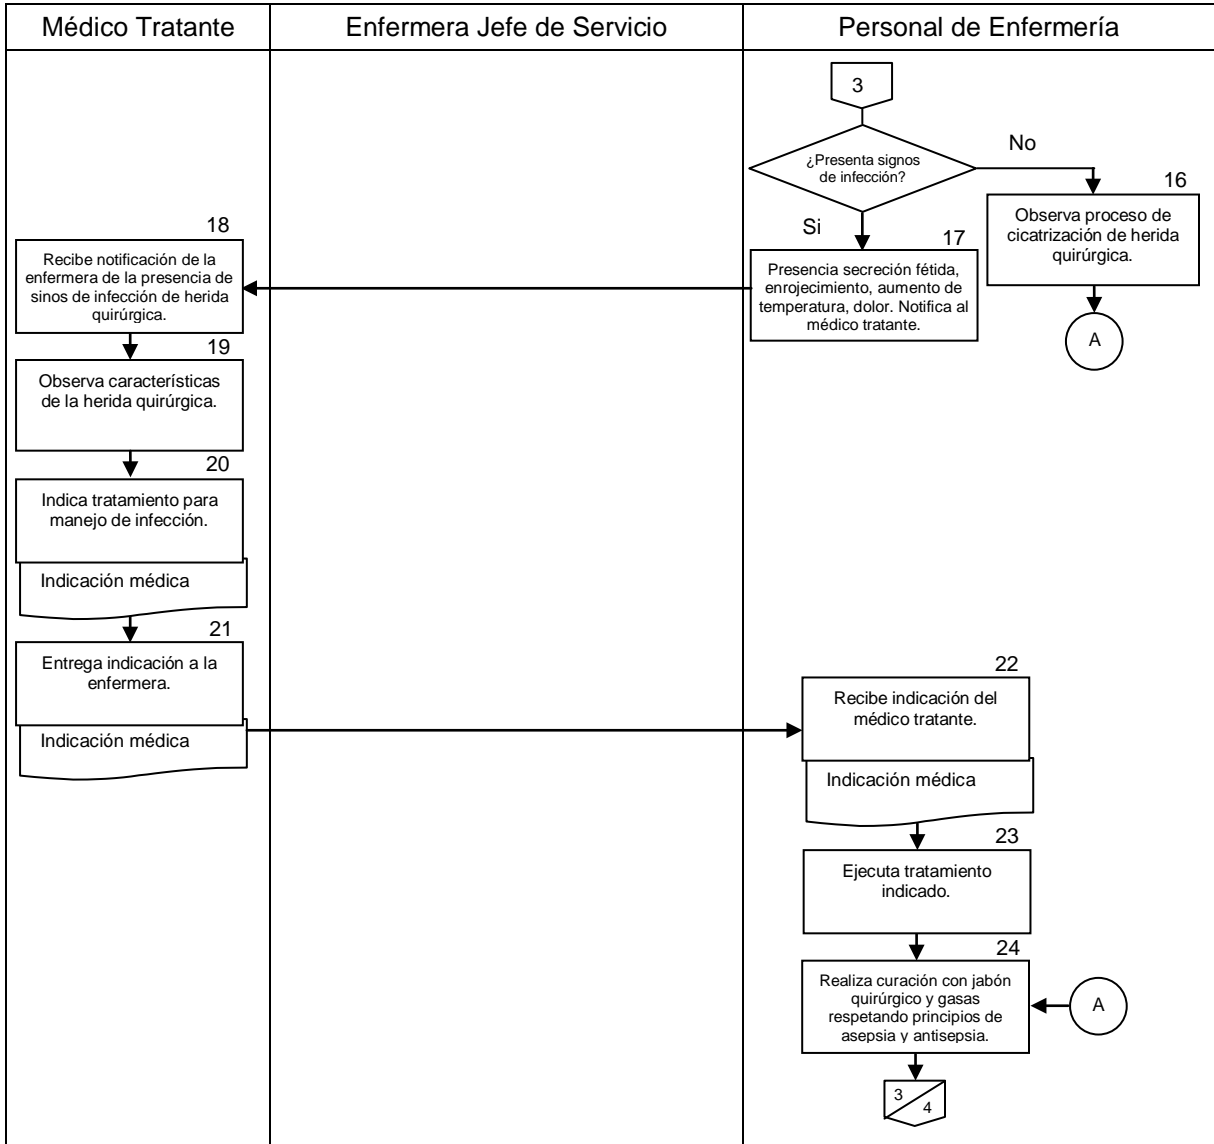 Médico Tratante
Enfermera Jefe de Servicio
Personal de Enfermería
3
¿Presenta signos
de infección?
No
16
Observa proceso de
cicatrización de herida
quirúrgica.
A
Si
17
Presencia secreción fétida,
enrojecimiento, aumento de
temperatura, dolor. Notifica al
médico tratante.
18
Recibe notificación de la
enfermera de la presencia de
sinos de infección de herida
quirúrgica.
19
Observa características
de la herida quirúrgica.
20
Indica tratamiento para
manejo de infección.
Indicación médica
21
Entrega indicación a la
enfermera.
Indicación médica
22
Recibe indicación del
médico tratante.
Indicación médica
23
Ejecuta tratamiento
indicado.
24
Realiza curación con jabón
quirúrgico y gasas
respetando principios de
asepsia y antisepsia.
A
3
4